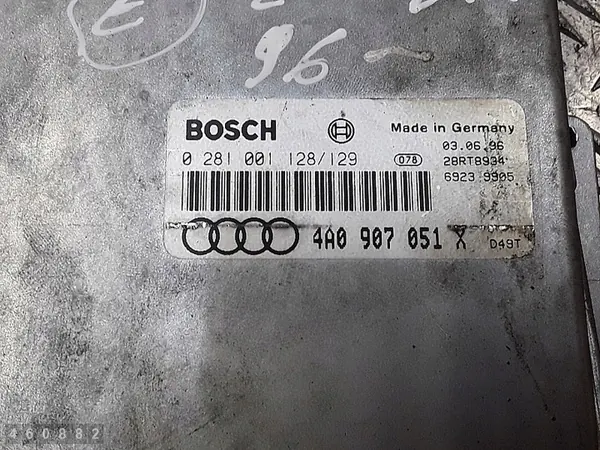 96-
BOSCH
Made in Germany
0 281 001 128/129
078
03.06.96
28RT8934
6923 9905
4A0 907 051 X
D49T
460882